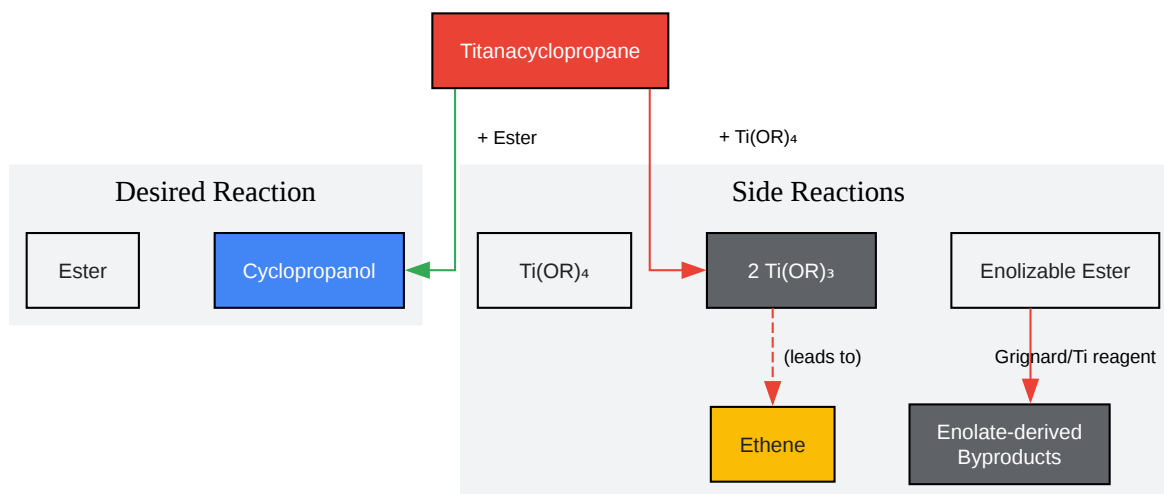 Titanacyclopropane
+ Ester
+ Ti(OR)₄
Desired Reaction
Side Reactions
Ester
Cyclopropanol
Ti(OR)₄
2 Ti(OR)₃
Enolizable Ester
(leads to)
Grignard/Ti reagent
Ethene
Enolate-derived
Byproducts